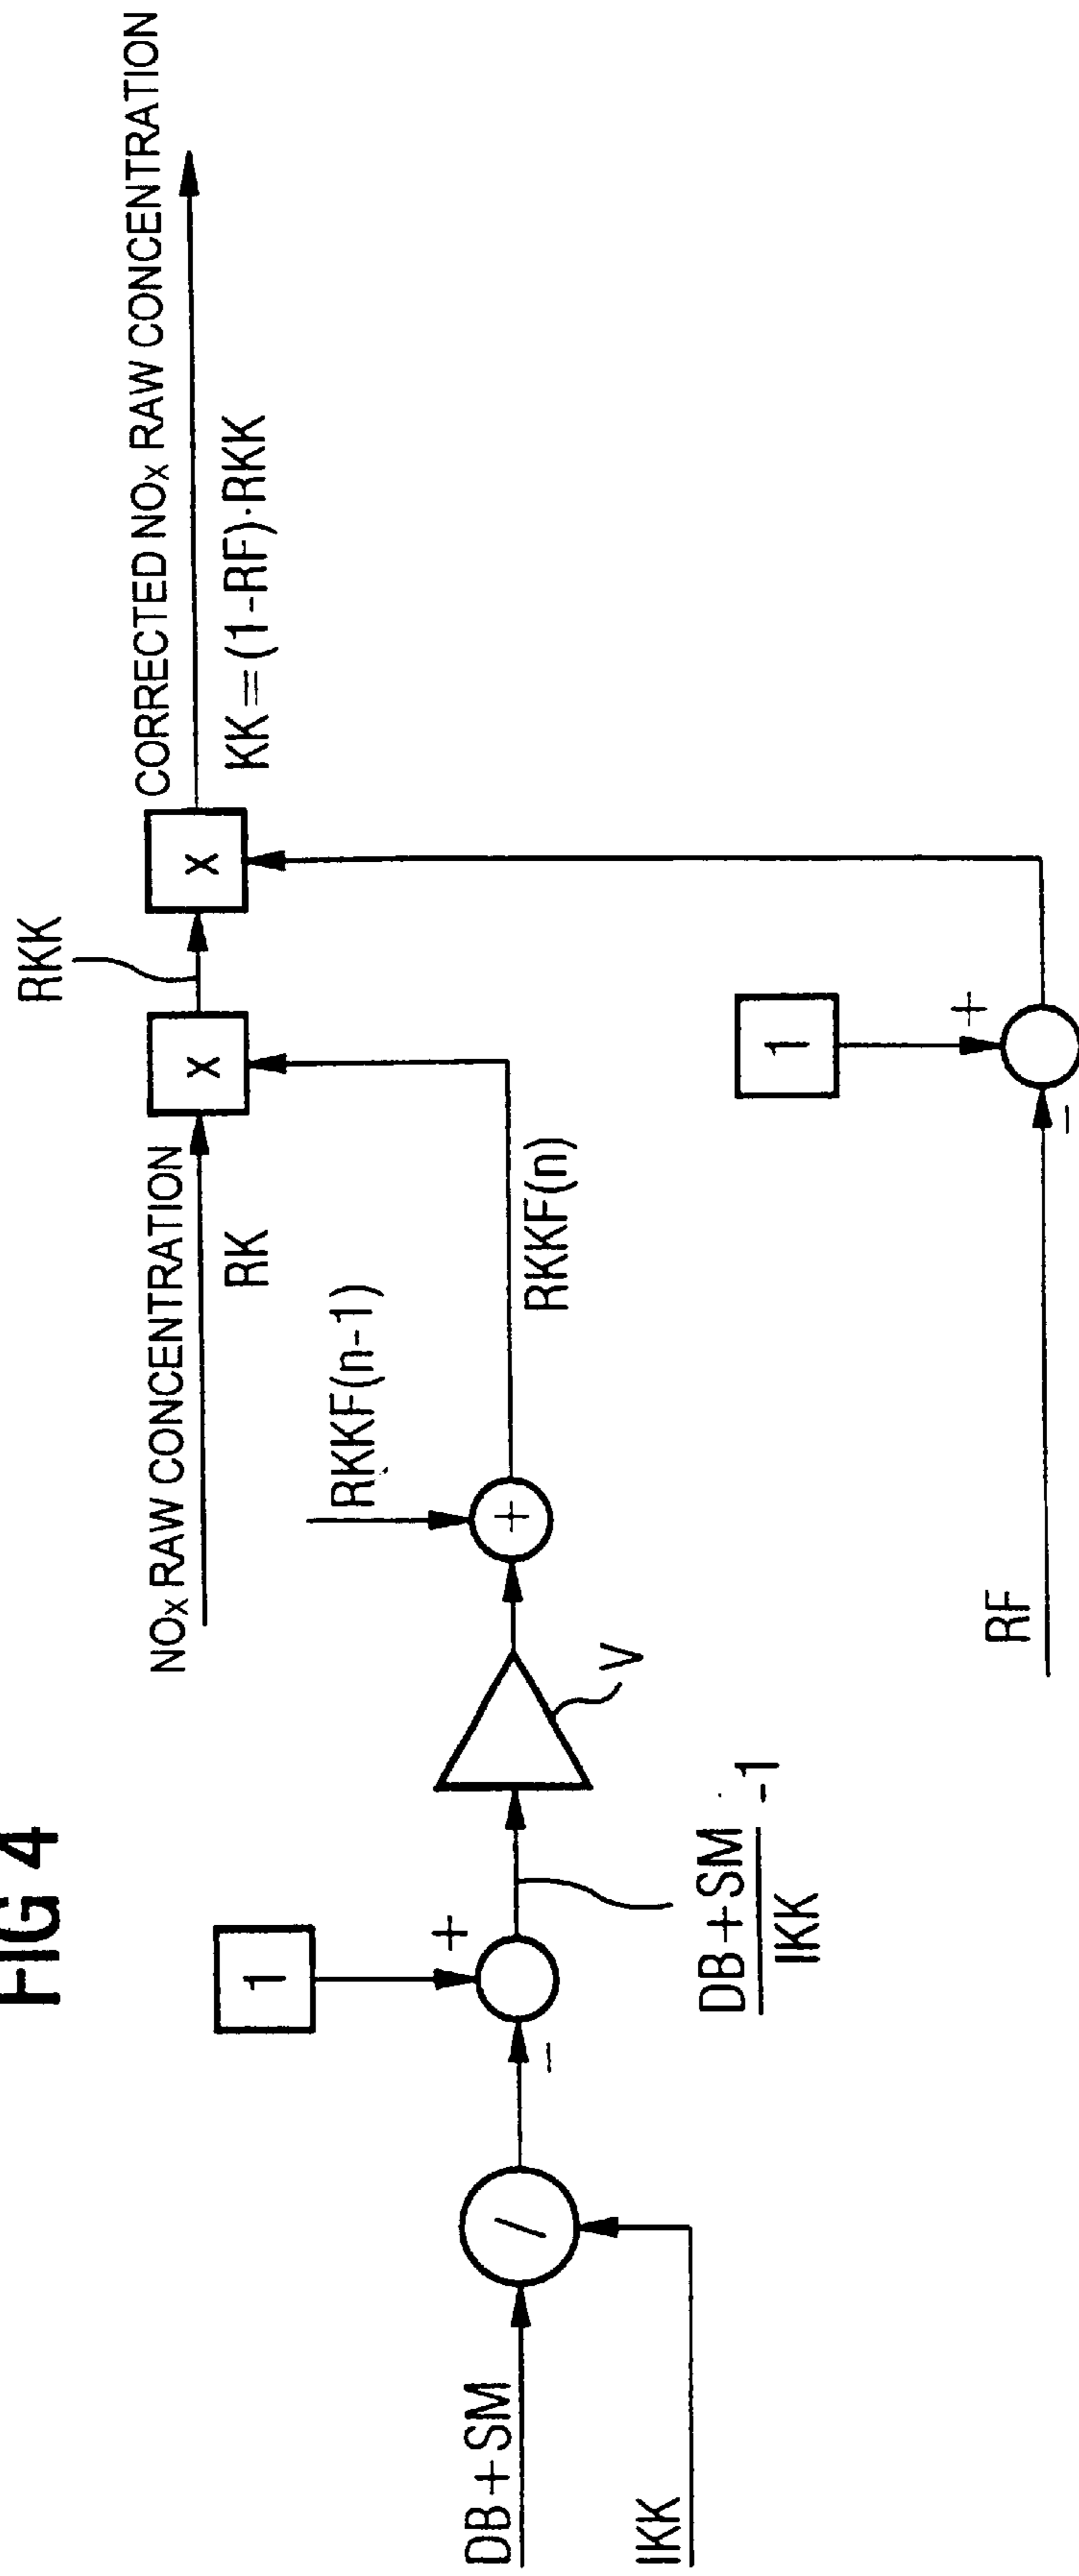 FIG 4
NOx RAW CONCENTRATION
RK
x
RKK
x
CORRECTED NOx RAW CONCENTRATION
KK=(1-RF)·RKK
DB+SM
IKK
/
-
1
+
DB+SM
IKK
-1
V
RKKF(n-1)
+
RKKF(n)
RF
-
1
+